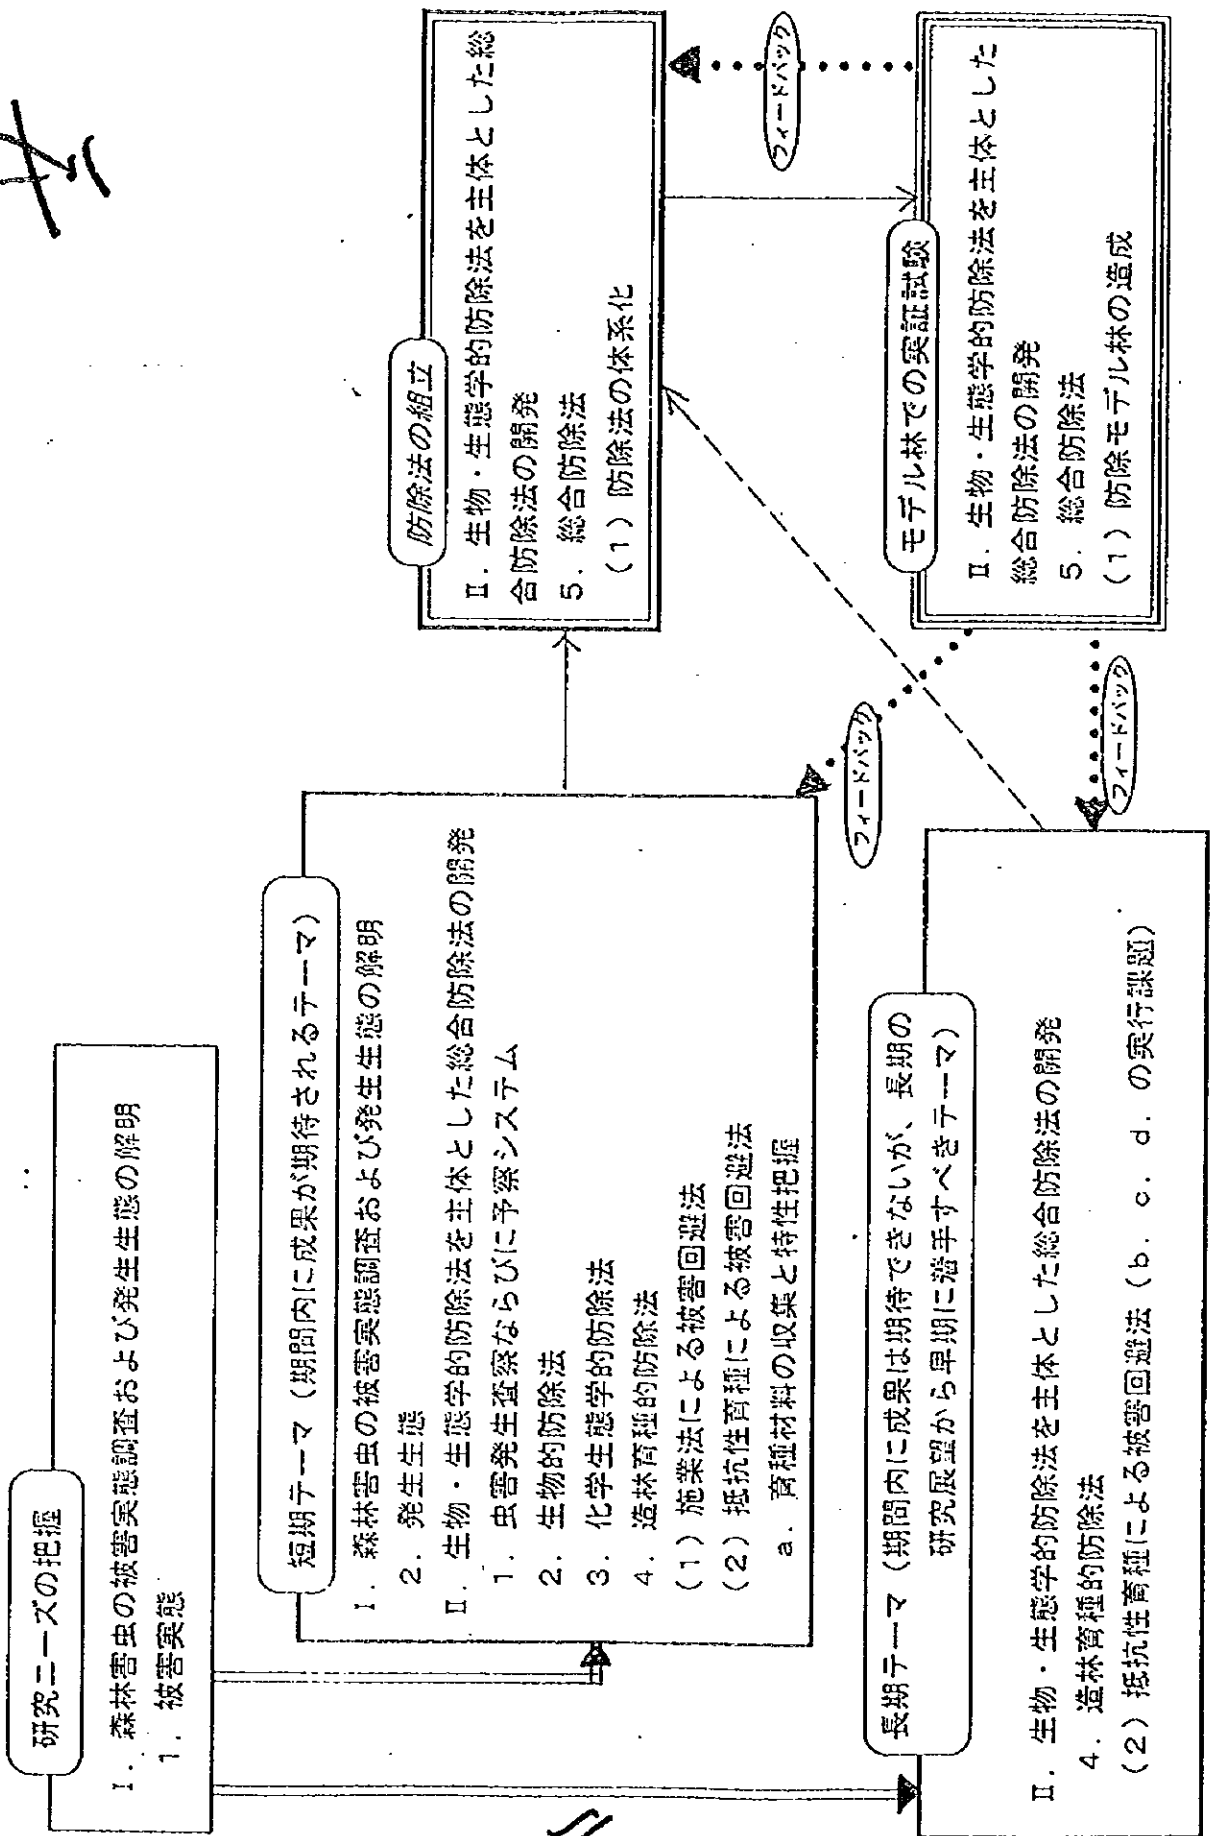 研究ニーズの把握
I. 森林害虫の被害実態調査および発生生態の解明
1. 被害実態
短期テーマ（期間内に成果が期待されるテーマ）
I. 森林害虫の被害実態調査および発生生態の解明
2. 発生生態
II. 生物・生態学的防除法を主体とした総合防除法の開発
1. 虫害発生査察ならびに予察システム
2. 生物的防除法
3. 化学生態学的防除法
4. 造林育種的防除法
(1) 施業法による被害回避法
(2) 抵抗性育種による被害回避法
a. 育種材料の収集と特性把握
長期テーマ（期間内に成果は期待できないが、長期の
研究展望から早期に着手すべきテーマ）
II. 生物・生態学的防除法を主体とした総合防除法の開発
4. 造林育種的防除法
(2) 抵抗性育種による被害回避法（b. c. d. の実行課題）
防除法の組立
II. 生物・生態学的防除法を主体とした総
合防除法の開発
5. 総合防除法
(1) 防除法の体系化
モデル林での実証試験
II. 生物・生態学的防除法を主体とした
総合防除法の開発
5. 総合防除法
(1) 防除モデル林の造成
フィードバック
フィードバック
フィードバック